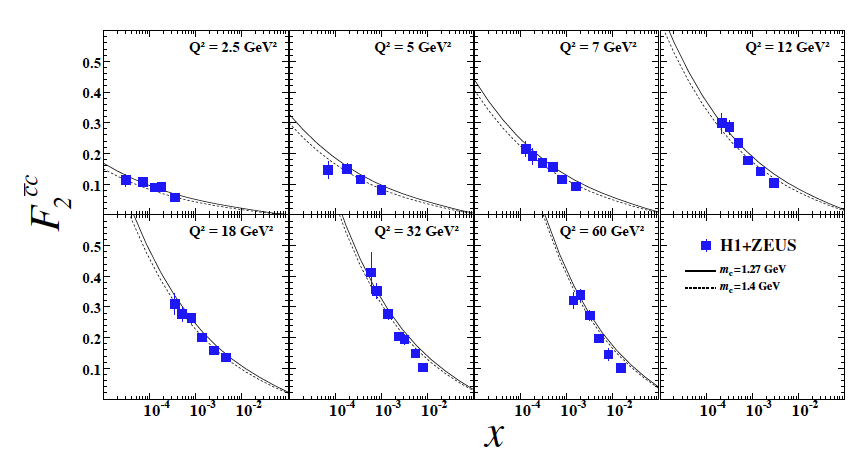 Q² = 2.5 GeV² Q² = 5 GeV² Q² = 7 GeV² Q² = 12 GeV²
0.5
0.4
0.3
0.2
0.1
F₂^c̅c
Q² = 18 GeV² Q² = 32 GeV² Q² = 60 GeV²
0.5
0.4
0.3
0.2
0.1
H1+ZEUS
m_c=1.27 GeV
m_c=1.4 GeV
10⁻⁴ 10⁻³ 10⁻² 10⁻⁴ 10⁻³ 10⁻² 10⁻⁴ 10⁻³ 10⁻² 10⁻⁴ 10⁻³ 10⁻²
x